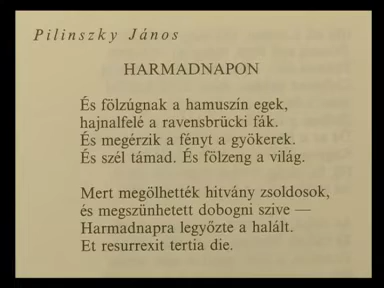 Pilinszky János
HARMADNAPON
És fölzúgnak a hamuszín egek,
hajnalfelé a ravensbrücki fák.
És megérzik a fényt a gyökerek.
És szél támad. És fölzeng a világ.
Mert megölhették hitvány zsoldosok,
és megszünhetett dobogni szive —
Harmadnapra legyőzte a halált.
Et resurrexit tertia die.